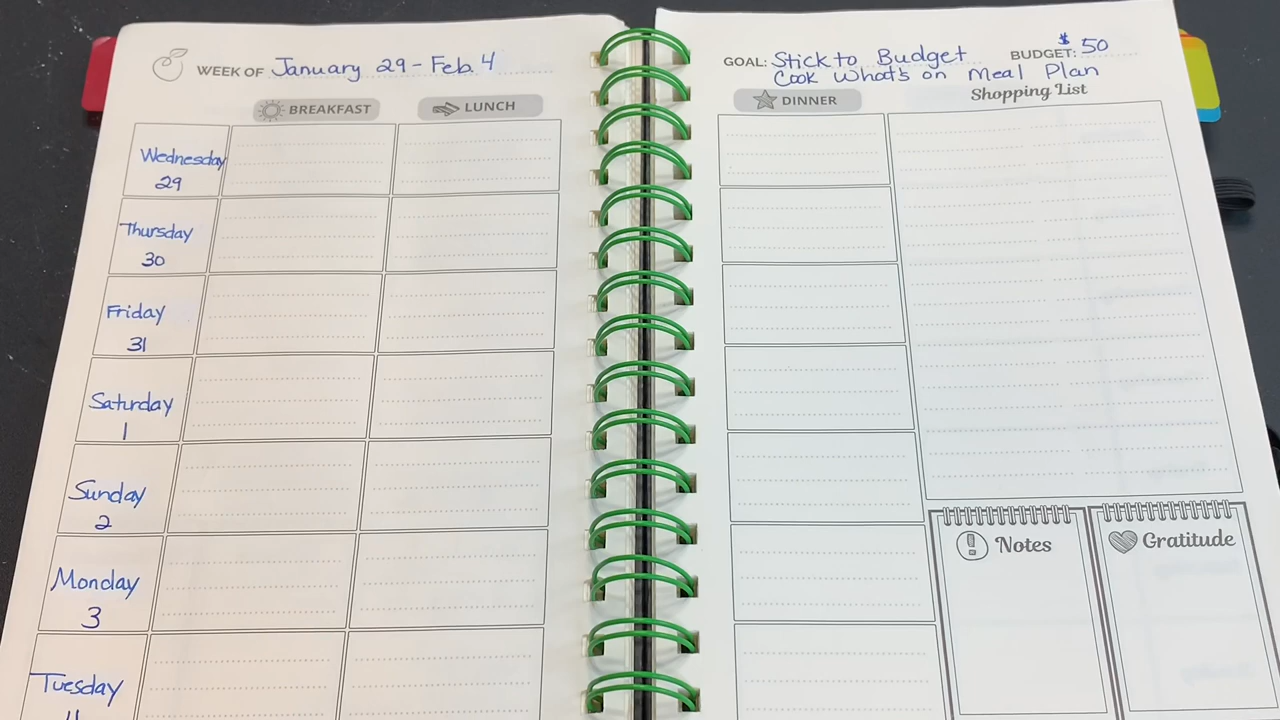 WEEK OF January 29 - Feb. 4
BREAKFAST
LUNCH
Wednesday
29
Thursday
30
Friday
31
Saturday
1
Sunday
2
Monday
3
Tuesday
GOAL: Stick to Budget
Cook What's on Meal Plan
BUDGET: $50
DINNER
Shopping List
Notes
Gratitude